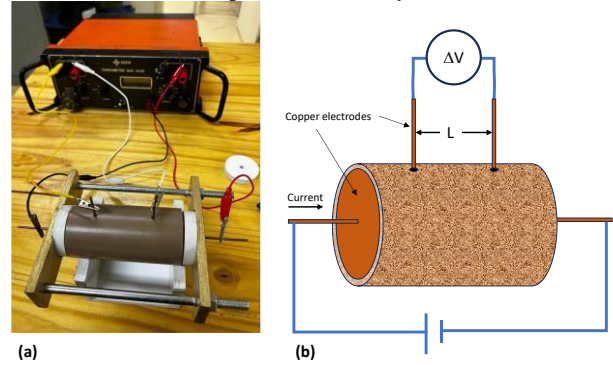 ΔV
Copper electrodes
L
Current
(a)
(b)